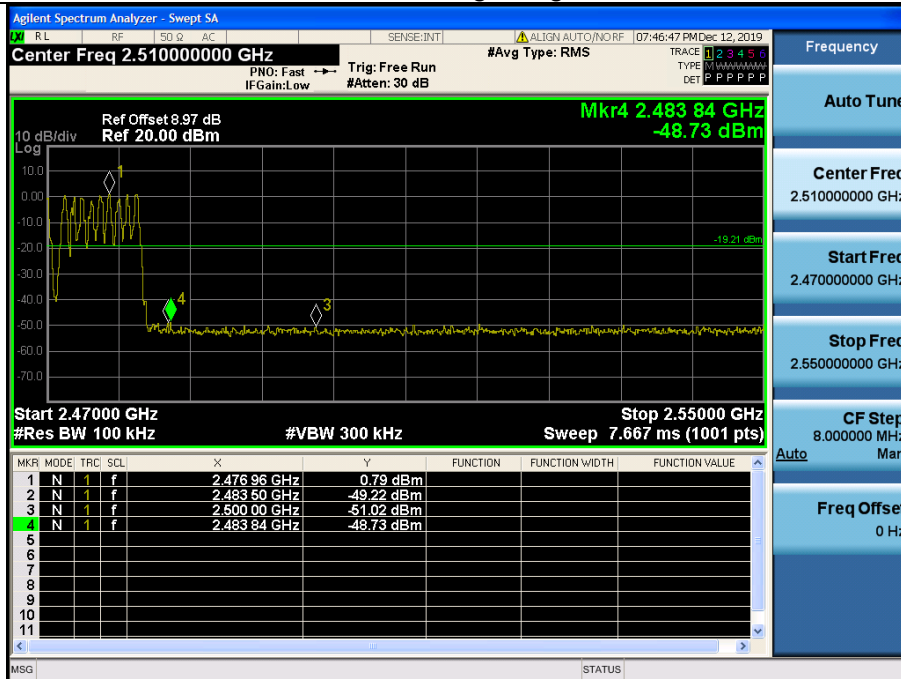 Agilent Spectrum Analyzer - Swept SA
LXI RL RF 50 Ω AC SENSE:INT ALIGN AUTO/NO RF 07:46:47 PM Dec 12, 2019
Center Freq 2.510000000 GHz
PNO: Fast
IFGain:Low
Trig: Free Run
#Atten: 30 dB
#Avg Type: RMS
TRACE 1 2 3 4 5 6
TYPE M WWWWW
DET P P P P P P
Mkr4 2.483 84 GHz
-48.73 dBm
Ref Offset 8.97 dB
10 dB/div Ref 20.00 dBm
Log
10.0
0.00
-10.0
-20.0
-30.0
-40.0
-50.0
-60.0
-70.0
1
4
3
-19.21 dBm
Start 2.47000 GHz Stop 2.55000 GHz
#Res BW 100 kHz #VBW 300 kHz Sweep 7.667 ms (1001 pts)
MKR MODE TRC SCL X Y FUNCTION FUNCTION WIDTH FUNCTION VALUE
1 N 1 f 2.476 96 GHz 0.79 dBm
2 N 1 f 2.483 50 GHz -49.22 dBm
3 N 1 f 2.500 00 GHz -51.02 dBm
4 N 1 f 2.483 84 GHz -48.73 dBm
5
6
7
8
9
10
11
MSG STATUS
Frequency
Auto Tune
Center Freq
2.510000000 GHz
Start Freq
2.470000000 GHz
Stop Freq
2.550000000 GHz
CF Step
8.000000 MHz
Auto Man
Freq Offset
0 Hz